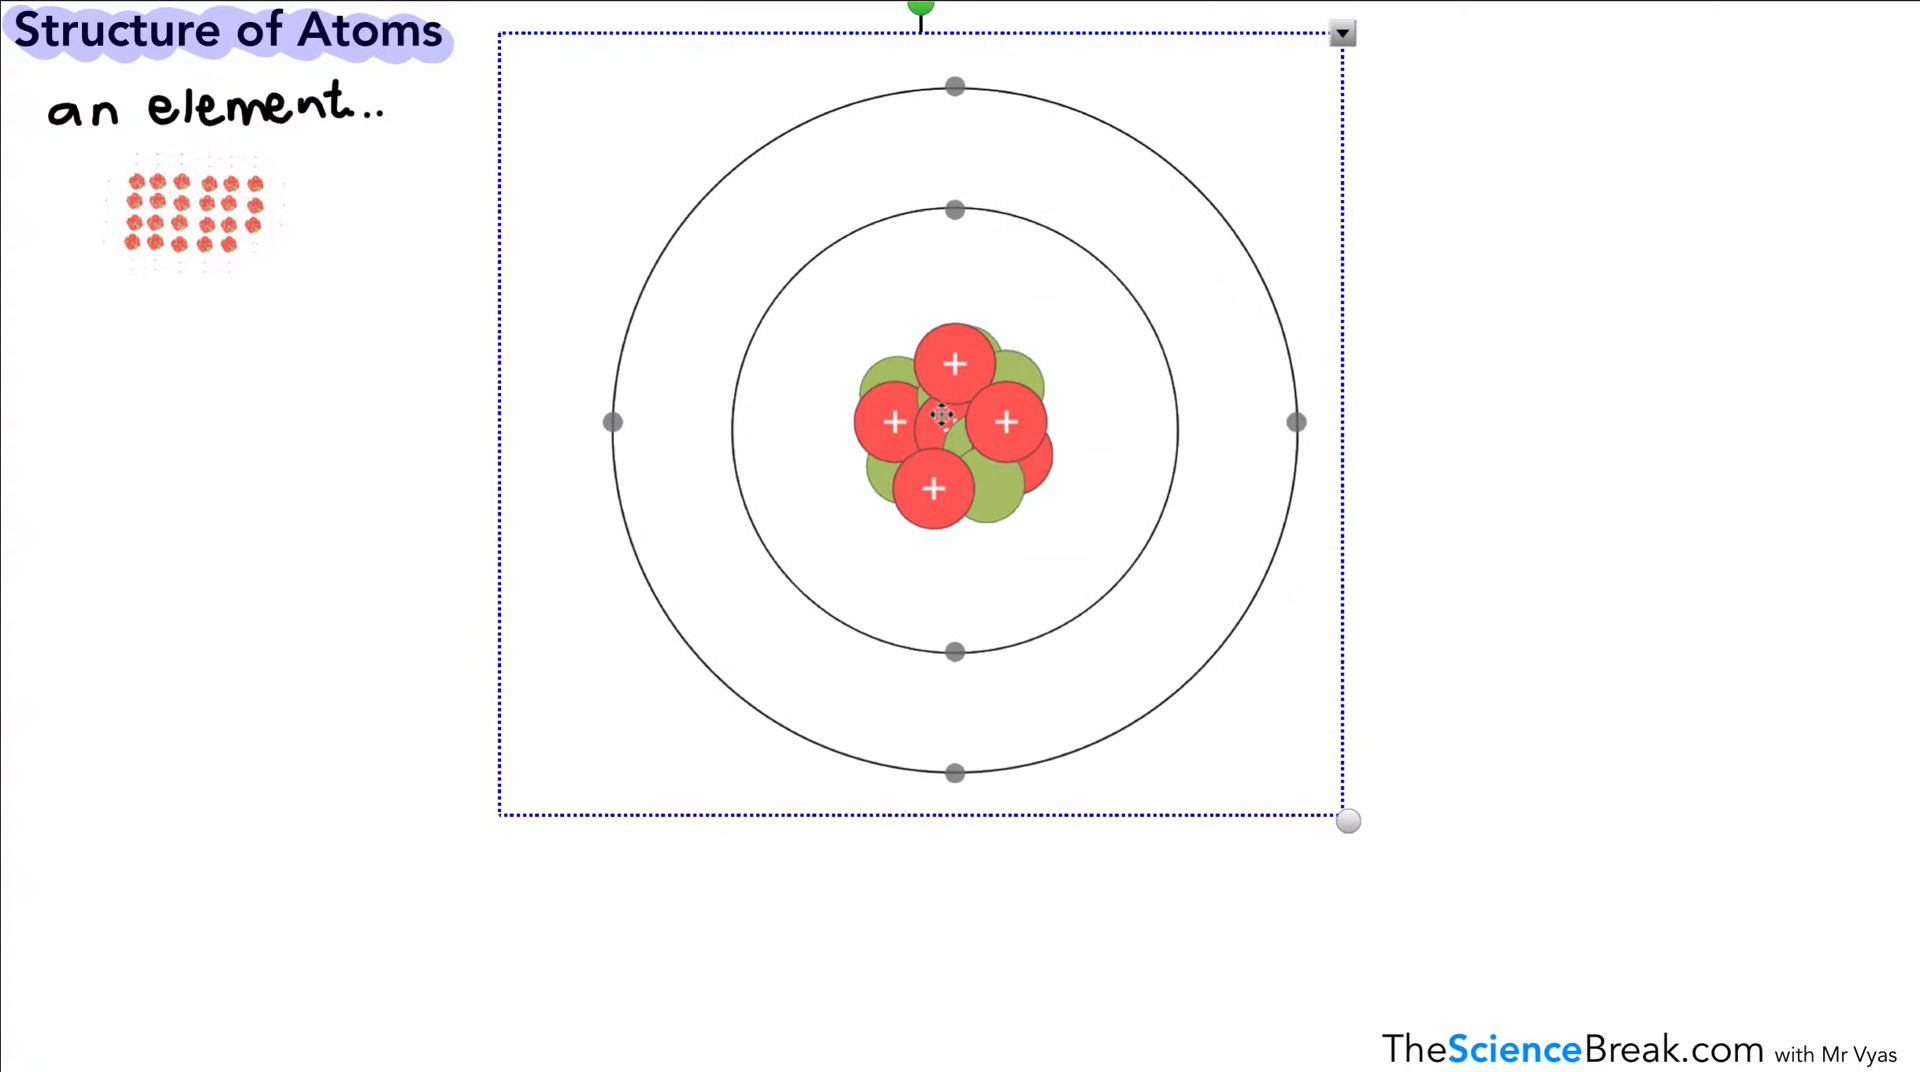 Structure of Atoms
an element...
+
+ +
+
TheScienceBreak.com with Mr Vyas